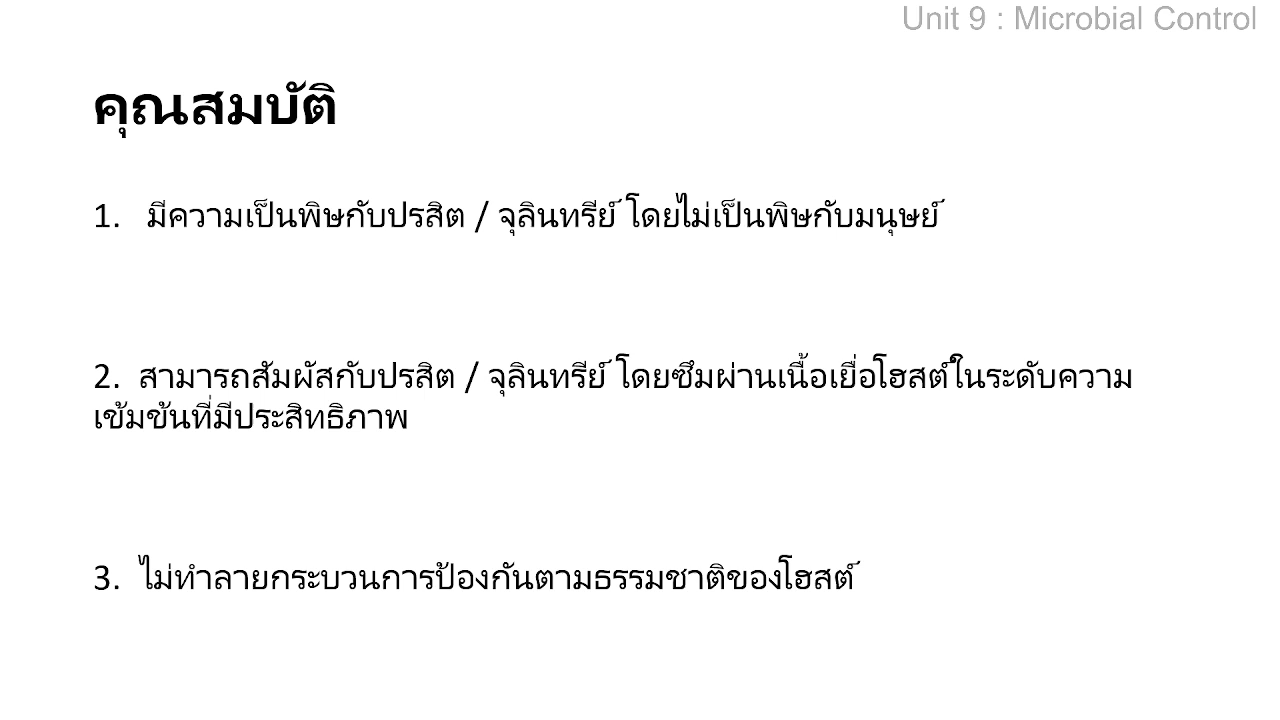 Unit 9 : Microbial Control
คุณสมบัติ
1. มีความเป็นพิษกับปรสิต / จุลินทรีย์ โดยไม่เป็นพิษกับมนุษย์
2. สามารถสัมผัสกับปรสิต / จุลินทรีย์ โดยซึมผ่านเนื้อเยื่อโฮสต์ในระดับความ
เข้มข้นที่มีประสิทธิภาพ
3. ไม่ทำลายกระบวนการป้องกันตามธรรมชาติของโฮสต์